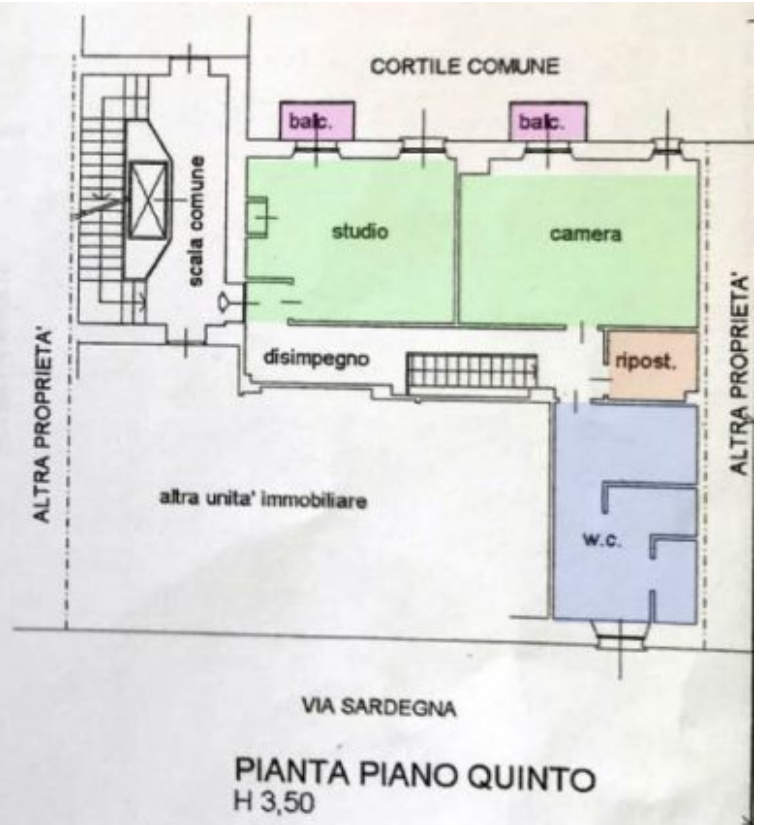 CORTILE COMUNE
balc.
balc.
scala comune
studio
camera
disimpegno
ripost.
ALTRA PROPRIETA'
ALTRA PROPRIETA'
altra unita' immobiliare
w.c.
VIA SARDEGNA
PIANTA PIANO QUINTO
H 3,50